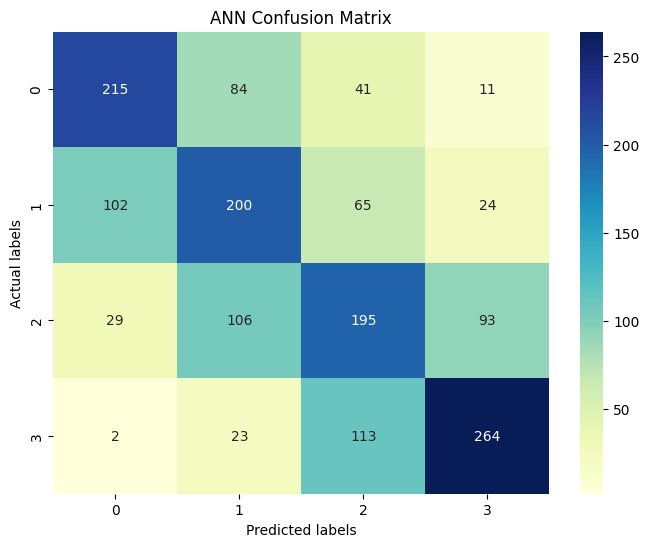 ANN Confusion Matrix
0 215 84 41 11
1 102 200 65 24
2 29 106 195 93
3 2 23 113 264
0 1 2 3
Actual labels
Predicted labels
250
200
150
100
50